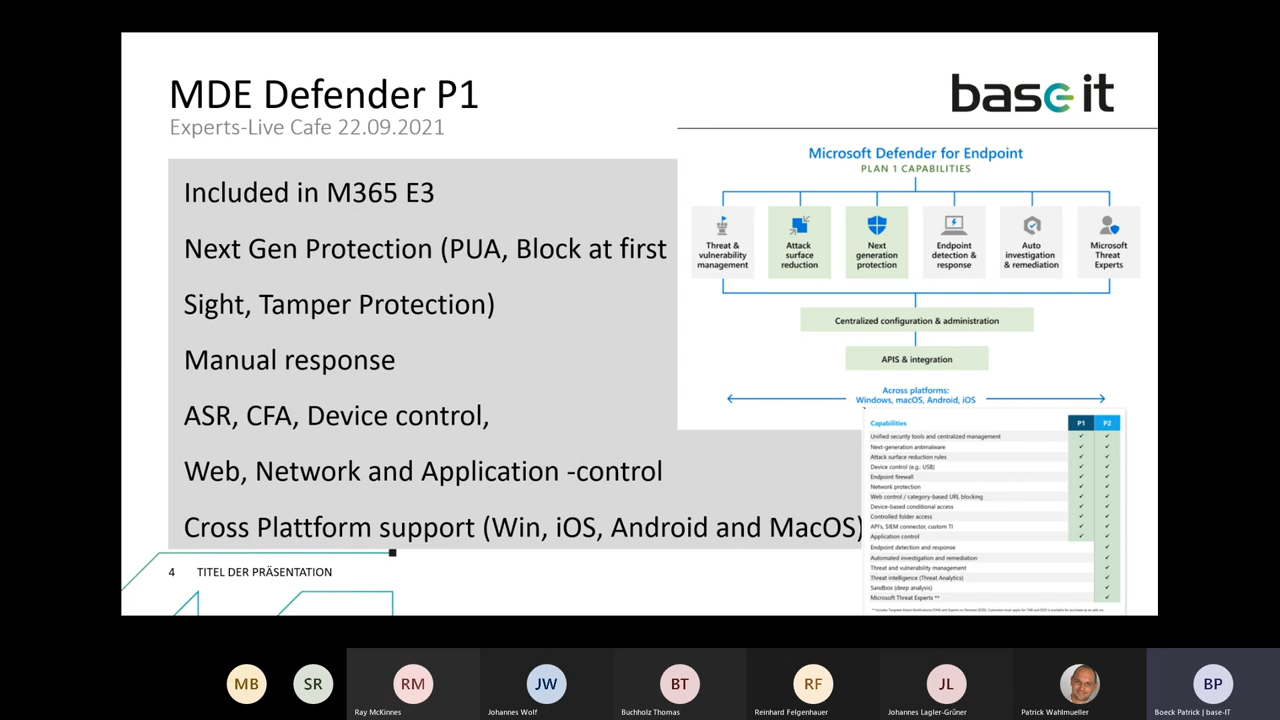 MDE Defender P1
Experts-Live Cafe 22.09.2021
base it
Included in M365 E3
Next Gen Protection (PUA, Block at first
Sight, Tamper Protection)
Manual response
ASR, CFA, Device control,
Web, Network and Application -control
Cross Plattform support (Win, iOS, Android and MacOS)
4 TITEL DER PRÄSENTATION
Microsoft Defender for Endpoint
PLAN 1 CAPABILITIES
Threat &
vulnerability
management
Attack
surface
reduction
Next
generation
protection
Endpoint
detection &
response
Auto
investigation
& remediation
Microsoft
Threat
Experts
Centralized configuration & administration
APIS & integration
Across platforms:
Windows, macOS, Android, iOS
Capabilities P1 P2
Unified security tools and centralized management ✓ ✓
Next-generation antimalware ✓ ✓
Attack surface reduction rules ✓ ✓
Device control (e.g.: USB) ✓ ✓
Endpoint firewall ✓ ✓
Network protection ✓ ✓
Web control / category-based URL blocking ✓ ✓
Device-based conditional access ✓ ✓
Controlled folder access ✓ ✓
API's, SIEM connector, custom TI ✓ ✓
Application control ✓ ✓
Endpoint detection and response ✓
Automated investigation and remediation ✓
Threat and vulnerability management ✓
Threat intelligence (Threat Analytics) ✓
Sandbox (deep analysis) ✓
Microsoft Threat Experts ** ✓
MB
SR
RM
Ray McKinnes
JW
Johannes Wolf
BT
Buchholz Thomas
RF
Reinhard Felgenhauer
JL
Johannes Lagler-Grüner
Patrick Wahlmueller
BP
Boeck Patrick | base-IT